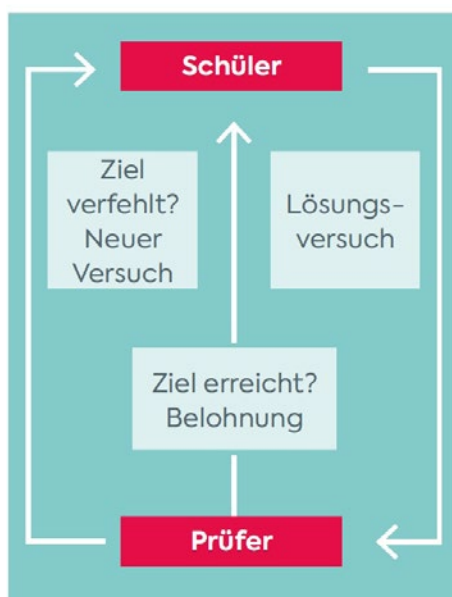 Schüler
Ziel
verfehlt?
Neuer
Versuch
Lösungs-
versuch
Ziel erreicht?
Belohnung
Prüfer